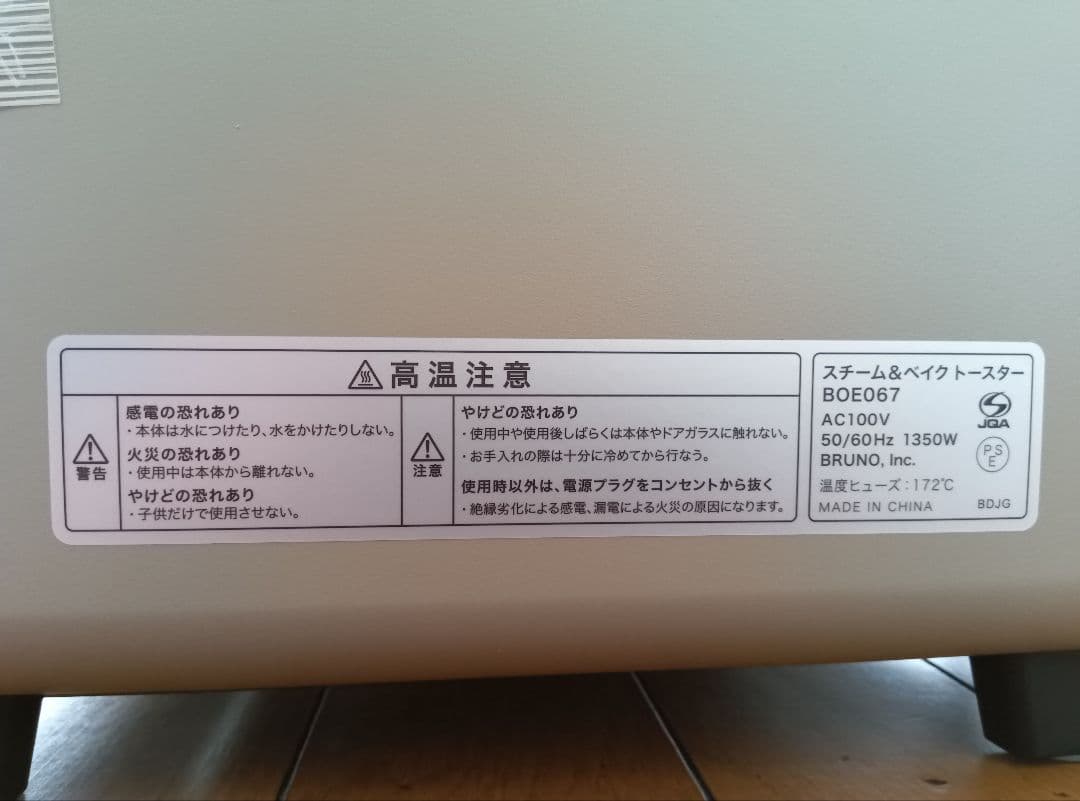 高温注意
警告
感電の恐れあり
・本体は水につけたり、水をかけたりしない。
火災の恐れあり
・使用中は本体から離れない。
やけどの恐れあり
・子供だけで使用させない。
注意
やけどの恐れあり
・使用中や使用後しばらくは本体やドアガラスに触れない。
・お手入れの際は十分に冷めてから行なう。
使用時以外は、電源プラグをコンセントから抜く
・絶縁劣化による感電、漏電による火災の原因になります。
スチーム&ベイクトースター
BOE067
AC100V
50/60Hz 1350W
BRUNO, Inc.
温度ヒューズ:172℃
MADE IN CHINA
JQA
PS
E
BDJG